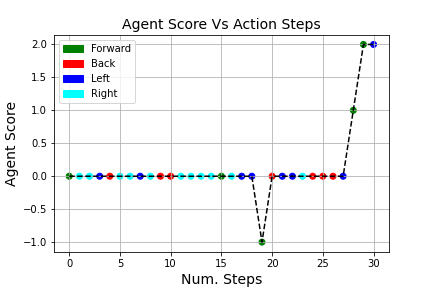 Agent Score Vs Action Steps
Forward
Back
Left
Right
Agent Score
2.0
1.5
1.0
0.5
0.0
−0.5
−1.0
0 5 10 15 20 25 30
Num. Steps